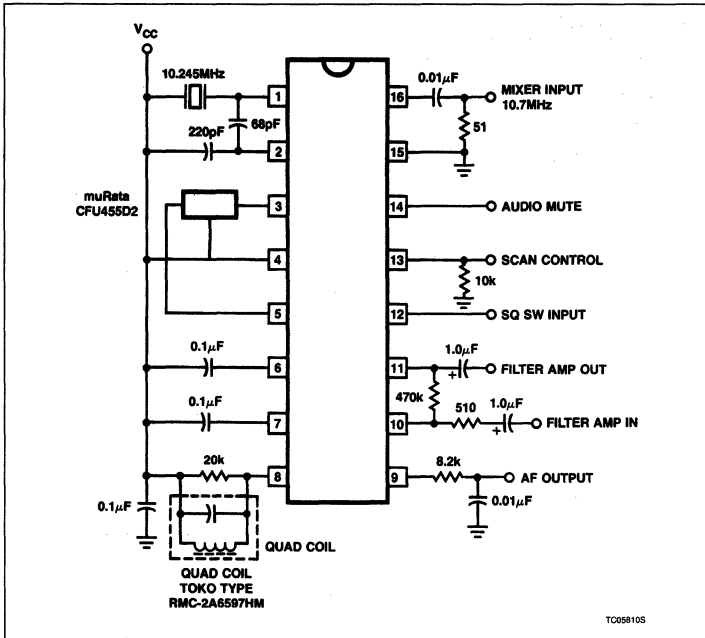 VCC
10.245MHz
68pF
220pF
muRata
CFU455D2
0.1μF
0.1μF
20k
0.1μF
QUAD COIL
QUAD COIL
TOKO TYPE
RMC-2A6597HM
1
2
3
4
5
6
7
8
16
15
14
13
12
11
10
9
0.01μF
MIXER INPUT
10.7MHz
51
AUDIO MUTE
SCAN CONTROL
10k
SQ SW INPUT
1.0μF
+
FILTER AMP OUT
470k
510
1.0μF
+
FILTER AMP IN
8.2k
AF OUTPUT
0.01μF
TC05810S